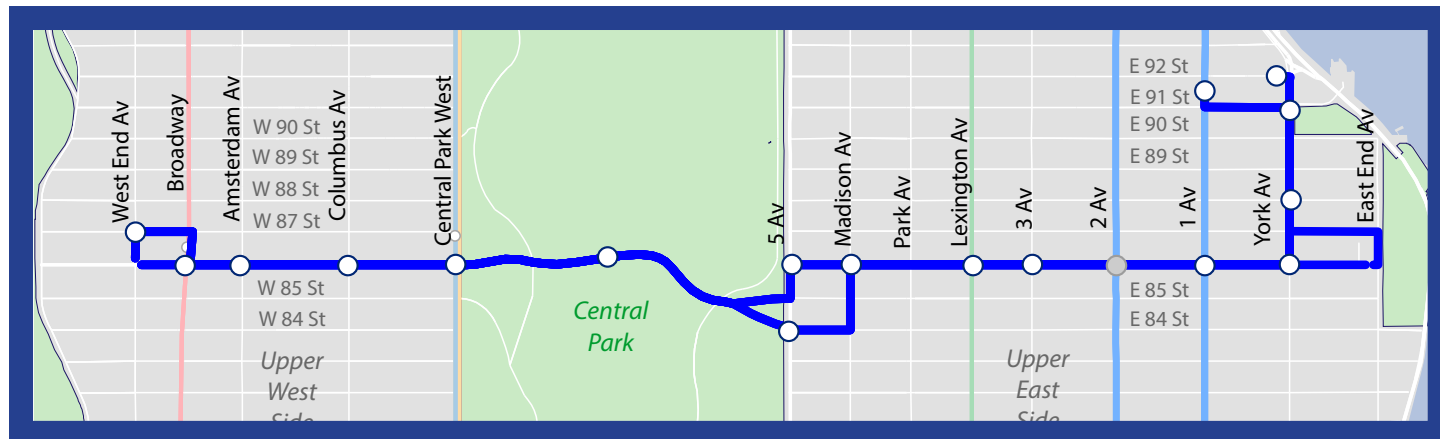 West End Av
Broadway
Amsterdam Av
W 90 St
W 89 St
W 88 St
W 87 St
Columbus Av
Central Park West
5 Av
Madison Av
Park Av
Lexington Av
3 Av
2 Av
E 92 St
E 91 St
E 90 St
E 89 St
1 Av
York Av
East End Av
W 85 St
W 84 St
Upper
West
Side
Central
Park
Upper
East
Side
E 85 St
E 84 St